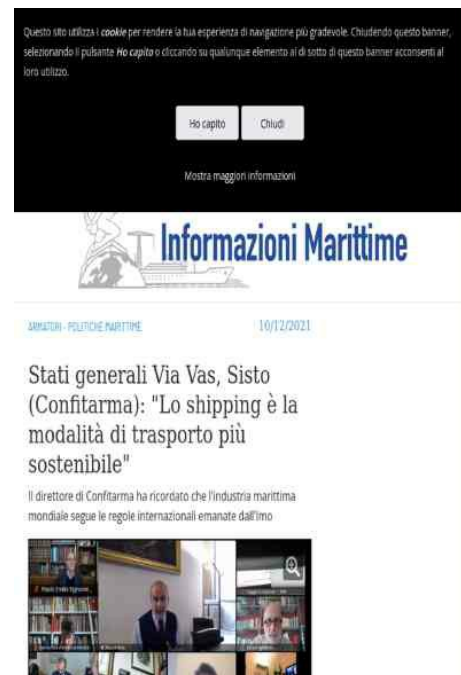 Questo sito utilizza i cookie per rendere la tua esperienza di navigazione più gradevole. Chiudendo questo banner,
selezionando il pulsante Ho capito o cliccando su qualunque elemento al di sotto di questo banner acconsenti al
loro utilizzo.
Ho capito
Chiudi
Mostra maggiori informazioni
Informazioni Marittime
ARMATORI - POLITICHE MARITTIME
10/12/2021
Stati generali Via Vas, Sisto
(Confitarma): "Lo shipping è la
modalità di trasporto più
sostenibile"
Il direttore di Confitarma ha ricordato che l'industria marittima
mondiale segue le regole internazionali emanate dall'Imo